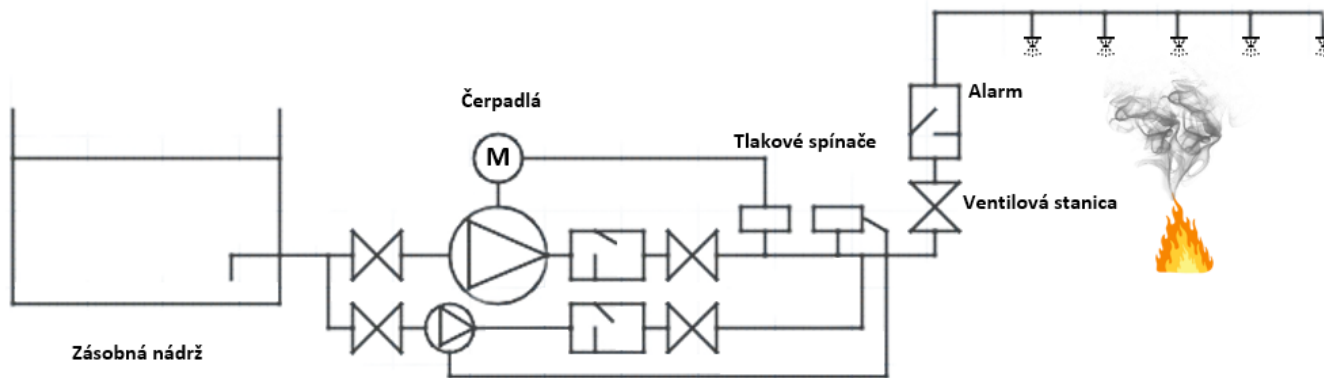 Čerpadlá
M
Tlakové spínače
Alarm
Ventilová stanica
Zásobná nádrž